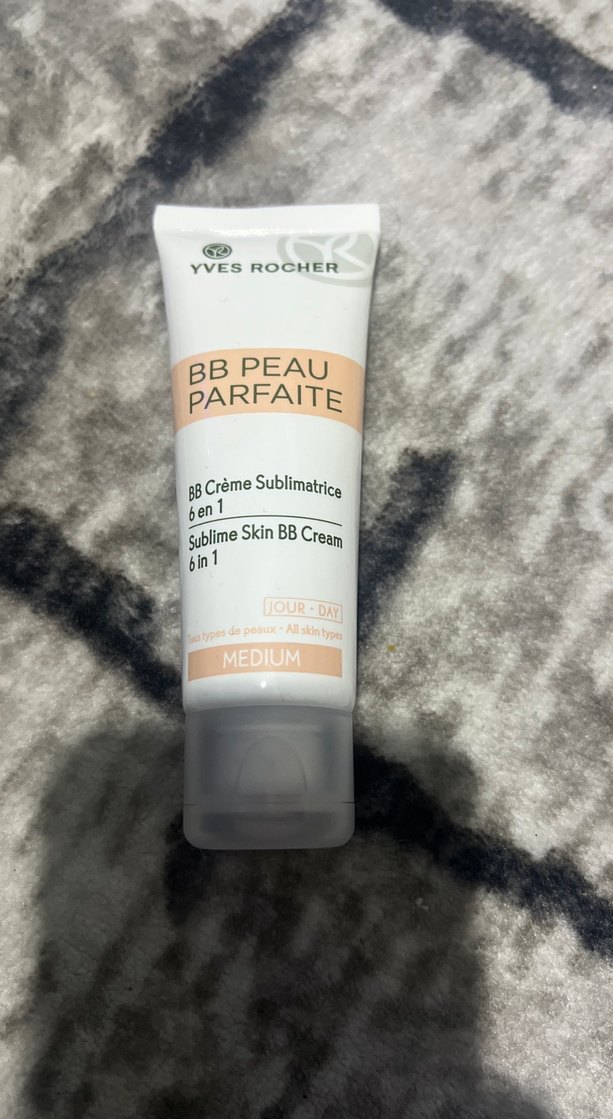 YVES ROCHER
BB PEAU
PARFAITE
BB Crème Sublimatrice
6 en 1
Sublime Skin BB Cream
6 in 1
JOUR • DAY
Tous types de peaux • All skin types
MEDIUM